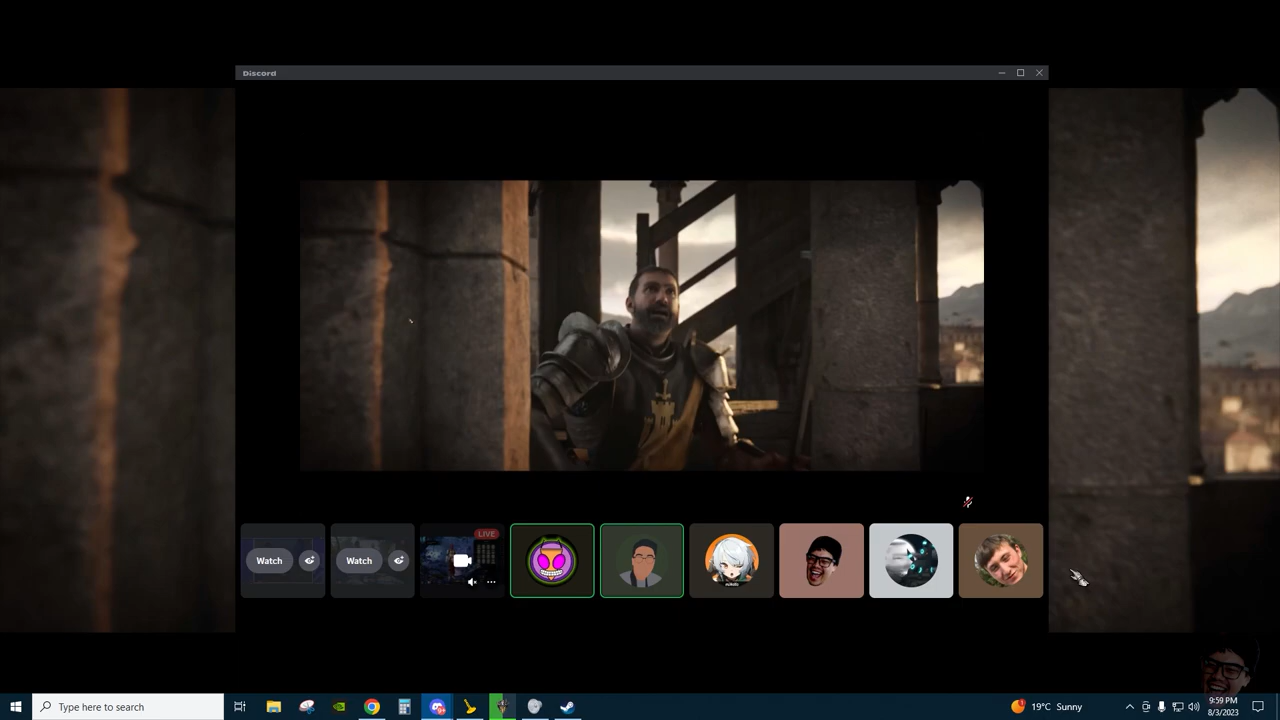 Discord
Watch
Watch
LIVE
Type here to search
19°C Sunny
9:59 PM
8/3/2023